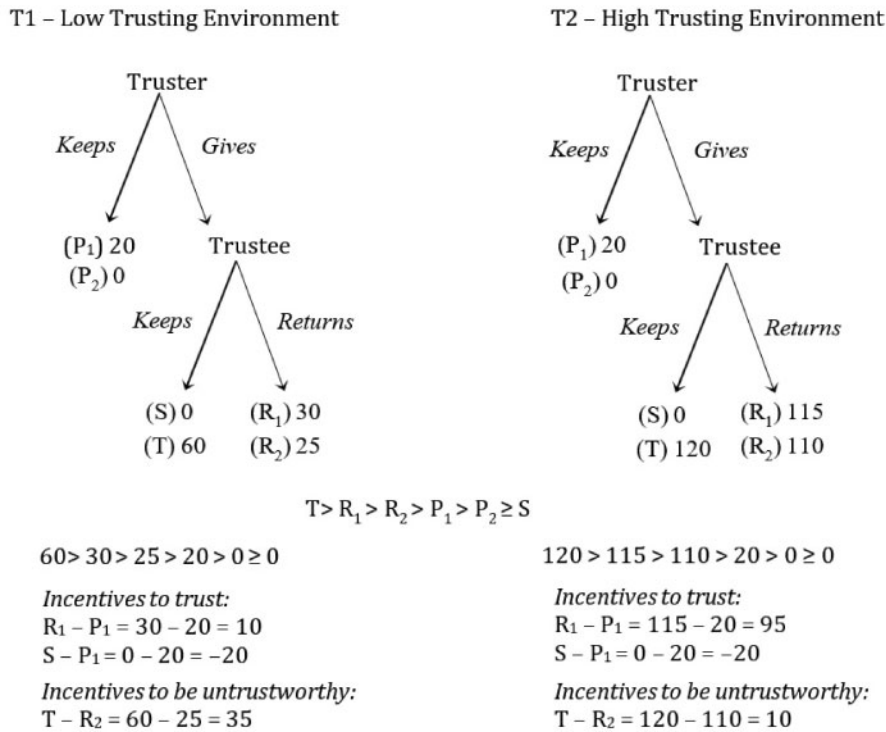 T1 – Low Trusting Environment
Truster
Keeps
Gives
(P₁) 20
(P₂) 0
Trustee
Keeps
Returns
(S) 0
(T) 60
(R₁) 30
(R₂) 25
T2 – High Trusting Environment
Truster
Keeps
Gives
(P₁) 20
(P₂) 0
Trustee
Keeps
Returns
(S) 0
(T) 120
(R₁) 115
(R₂) 110
T> R₁ > R₂ > P₁ > P₂ ≥ S
60> 30 > 25 > 20 > 0 ≥ 0
Incentives to trust:
R₁ – P₁ = 30 – 20 = 10
S – P₁ = 0 – 20 = –20
Incentives to be untrustworthy:
T – R₂ = 60 – 25 = 35
120 > 115 > 110 > 20 > 0 ≥ 0
Incentives to trust:
R₁ – P₁ = 115 – 20 = 95
S – P₁ = 0 – 20 = –20
Incentives to be untrustworthy:
T – R₂ = 120 – 110 = 10